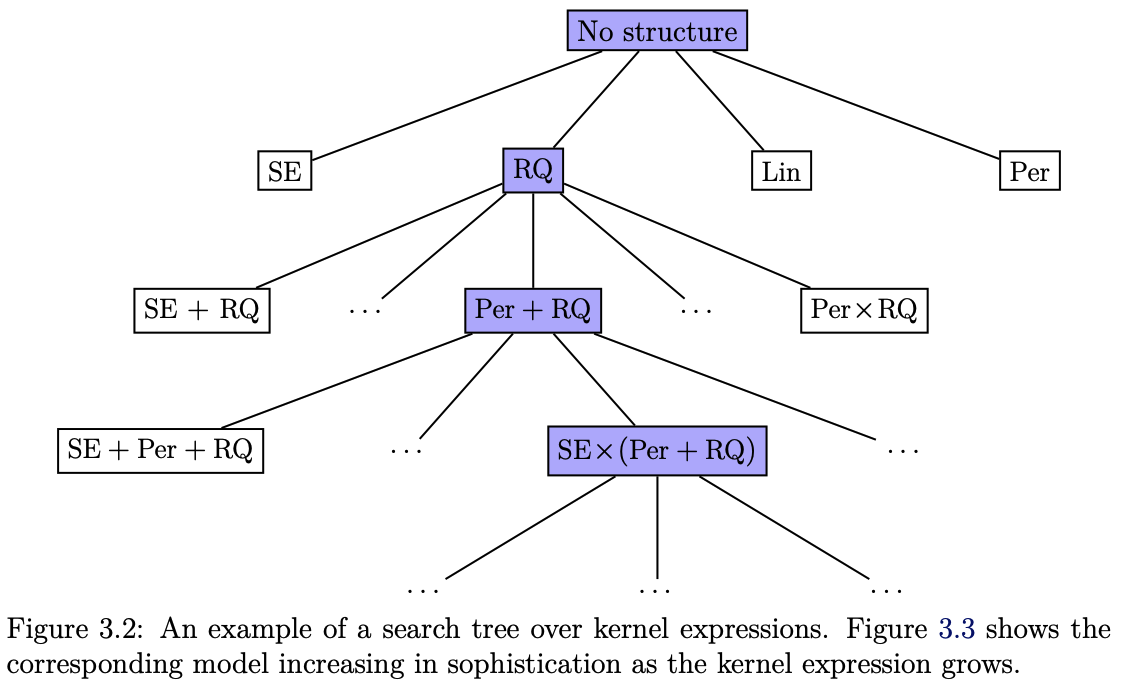 No structure
SE RQ Lin Per
SE + RQ ... Per + RQ ... Per×RQ
SE + Per + RQ ... SE×(Per + RQ) ...
... ... ...
Figure 3.2: An example of a search tree over kernel expressions. Figure 3.3 shows the
corresponding model increasing in sophistication as the kernel expression grows.